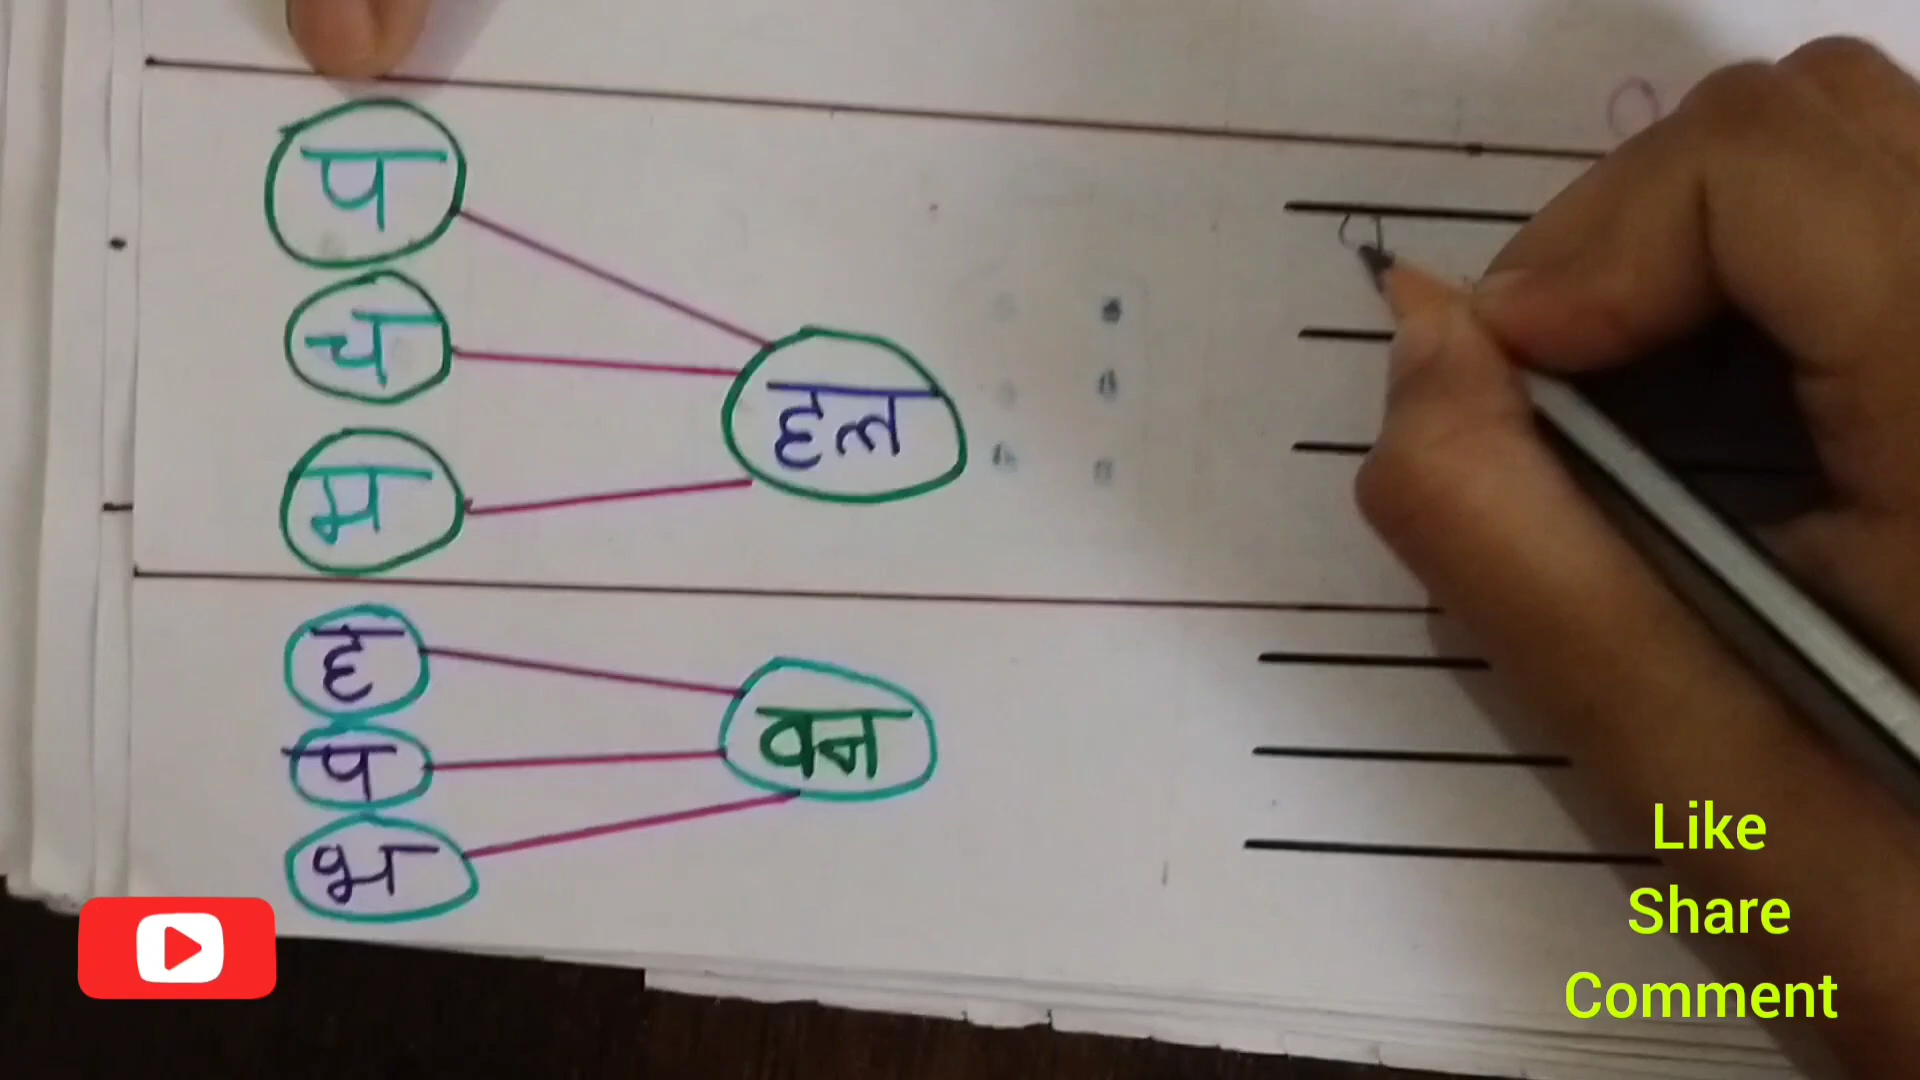 प
च
म
हल
प
ह
प
भ
वन
Like
Share
Comment